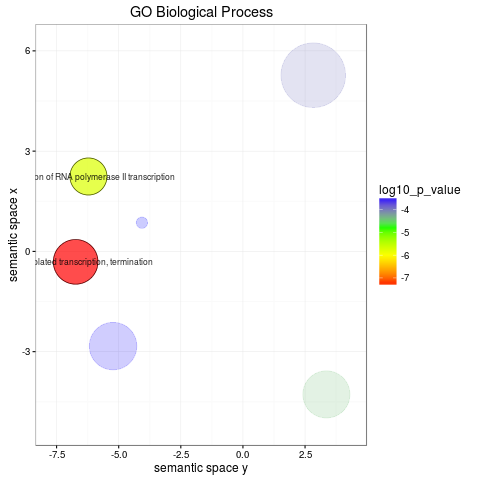 GO Biological Process
6
3
0
-3
on of RNA polymerase II transcription
plated transcription, termination
-7.5
-5.0
-2.5
0.0
2.5
semantic space y
semantic space x
log10_p_value
-4
-5
-6
-7